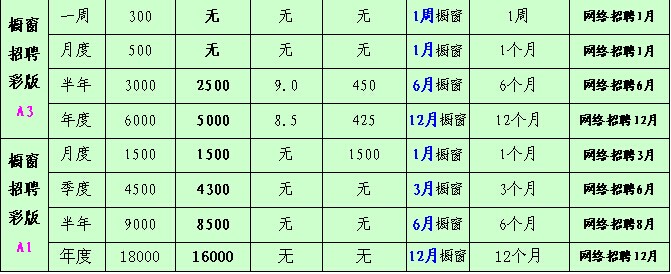 橱窗招聘彩版 A3
一周 300 无 无 无 1周橱窗 1周 网络招聘1月
月度 500 无 无 无 1月橱窗 1个月 网络招聘1月
半年 3000 2500 9.0 450 6月橱窗 6个月 网络招聘6月
年度 6000 5000 8.5 425 12月橱窗 12个月 网络招聘12月
橱窗招聘彩版 A1
月度 1500 1500 无 1500 1月橱窗 1个月 网络招聘3月
季度 4500 4300 无 无 3月橱窗 3个月 网络招聘6月
半年 9000 8500 无 无 6月橱窗 6个月 网络招聘8月
年度 18000 16000 无 无 12月橱窗 12个月 网络招聘12月